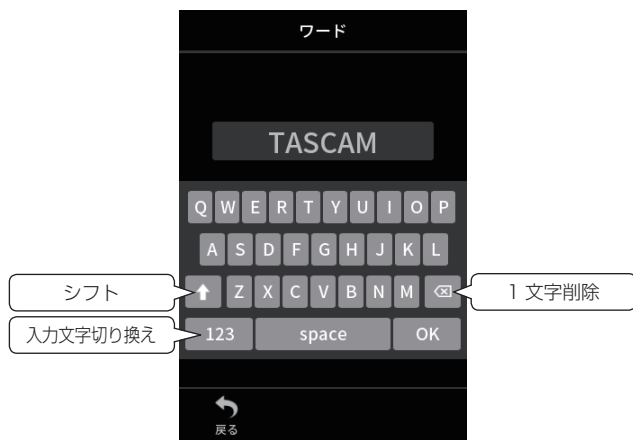 ワード
TASCAM
Q W E R T Y U I O P
A S D F G H J K L
シフト
Z X C V B N M
1 文字削除
入力文字切り換え
123 space OK
戻る